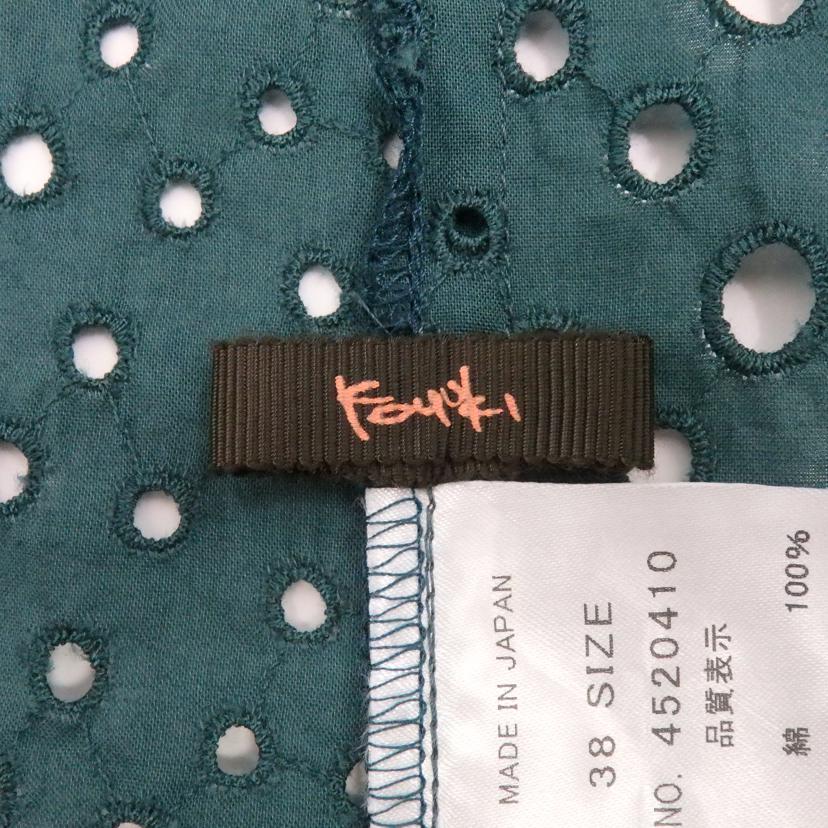 Koyuki
MADE IN JAPAN
38 SIZE
NO. 4520410
品質表示
綿 100%